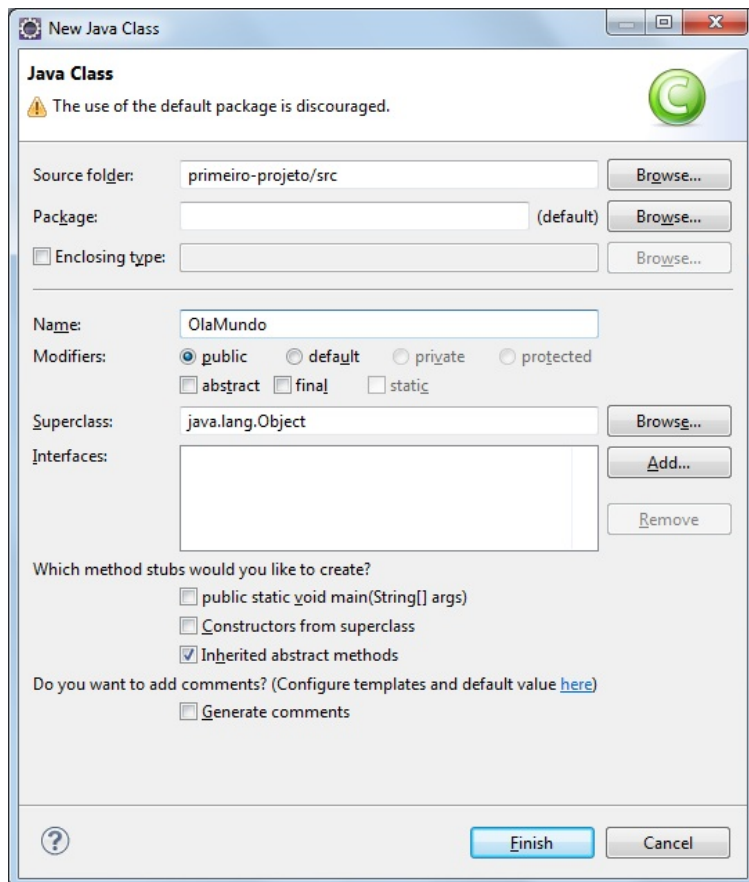 New Java Class
Java Class
The use of the default package is discouraged.
Source folder: primeiro-projeto/src Browse...
Package: (default) Browse...
Enclosing type: Browse...
Name: OlaMundo
Modifiers: public default private protected
abstract final static
Superclass: java.lang.Object Browse...
Interfaces: Add...
Remove
Which method stubs would you like to create?
public static void main(String[] args)
Constructors from superclass
Inherited abstract methods
Do you want to add comments? (Configure templates and default value here)
Generate comments
? Finish Cancel